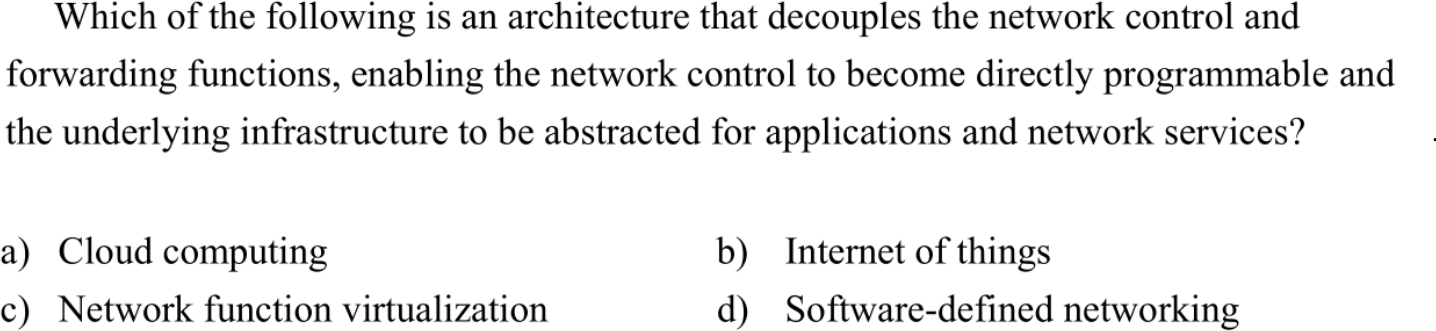 Which of the following is an architecture that decouples the network control and
forwarding functions, enabling the network control to become directly programmable and
the underlying infrastructure to be abstracted for applications and network services?
a) Cloud computing b) Internet of things
c) Network function virtualization d) Software-defined networking